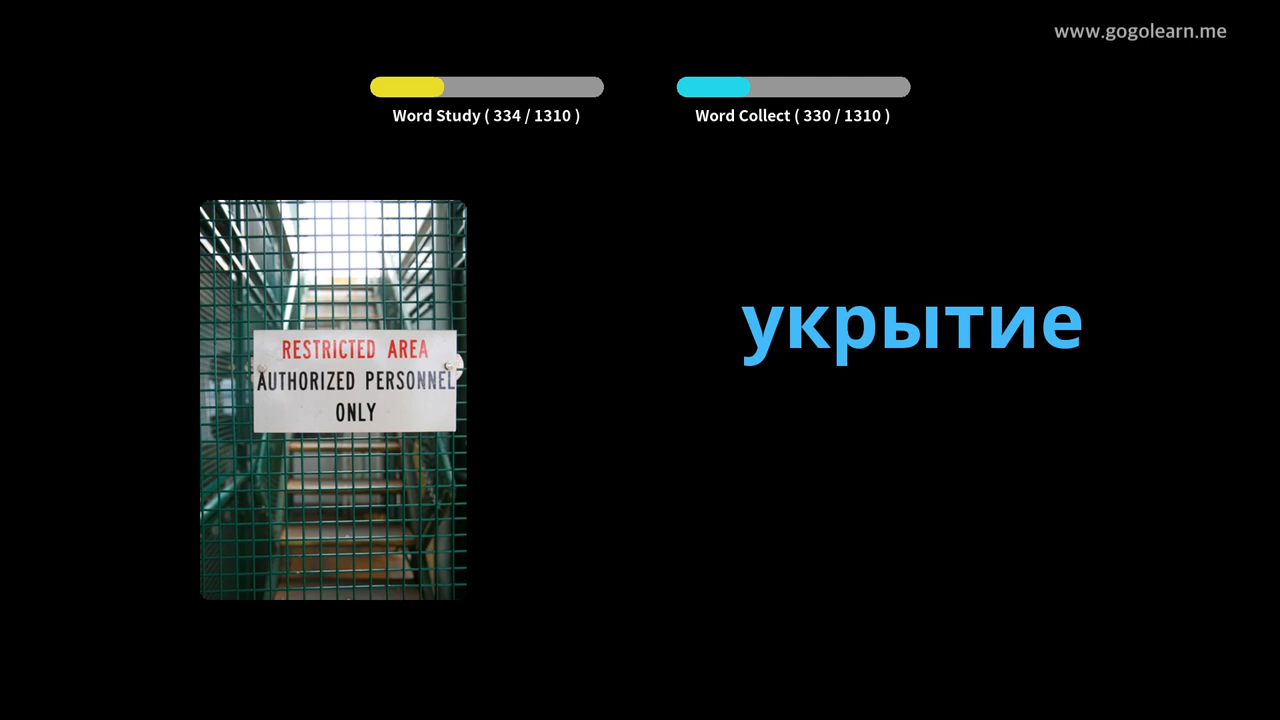 www.gogolearn.me
Word Study ( 334 / 1310 )
Word Collect ( 330 / 1310 )
RESTRICTED AREA
AUTHORIZED PERSONNEL
ONLY
укрытие